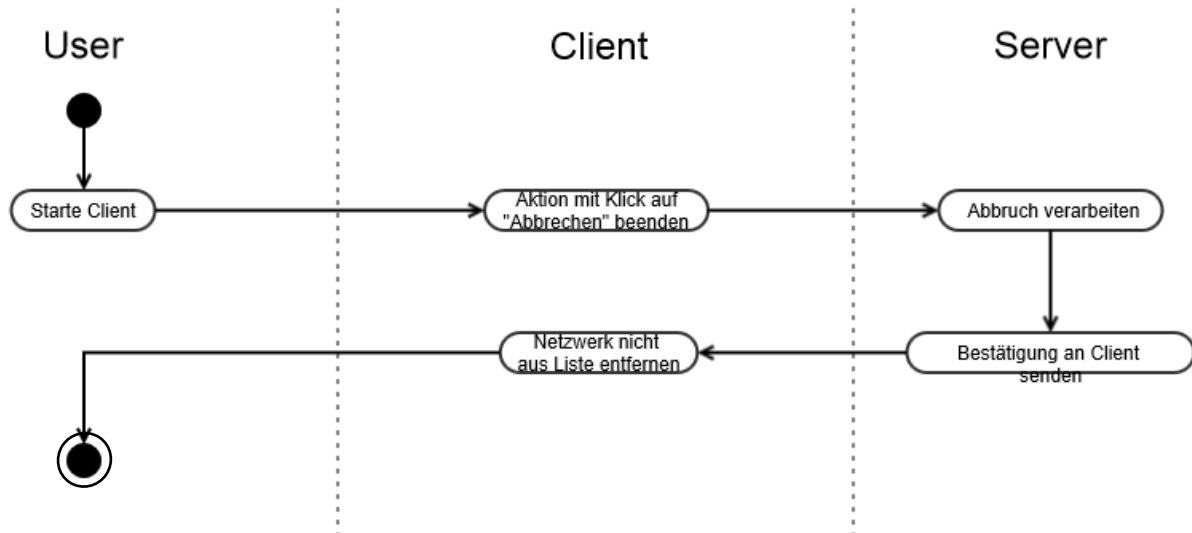 User
Client
Server
Starte Client
Aktion mit Klick auf
"Abbrechen" beenden
Abbruch verarbeiten
Netzwerk nicht
aus Liste entfernen
Bestätigung an Client
senden